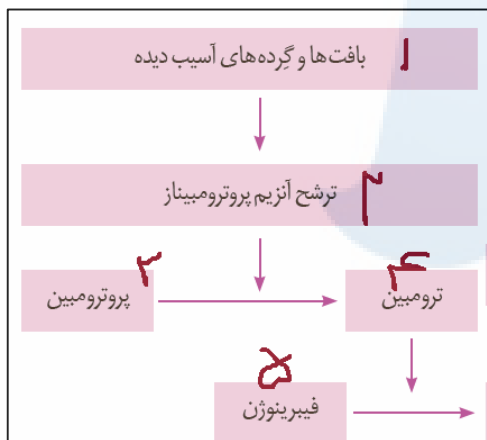 بافت‌ها و گِرده‌های آسیب دیده ۱
ترشح آنزیم پروترومبیناز ۲
پروترومبین ۳
ترومبین ۴
فیبرینوژن ۵